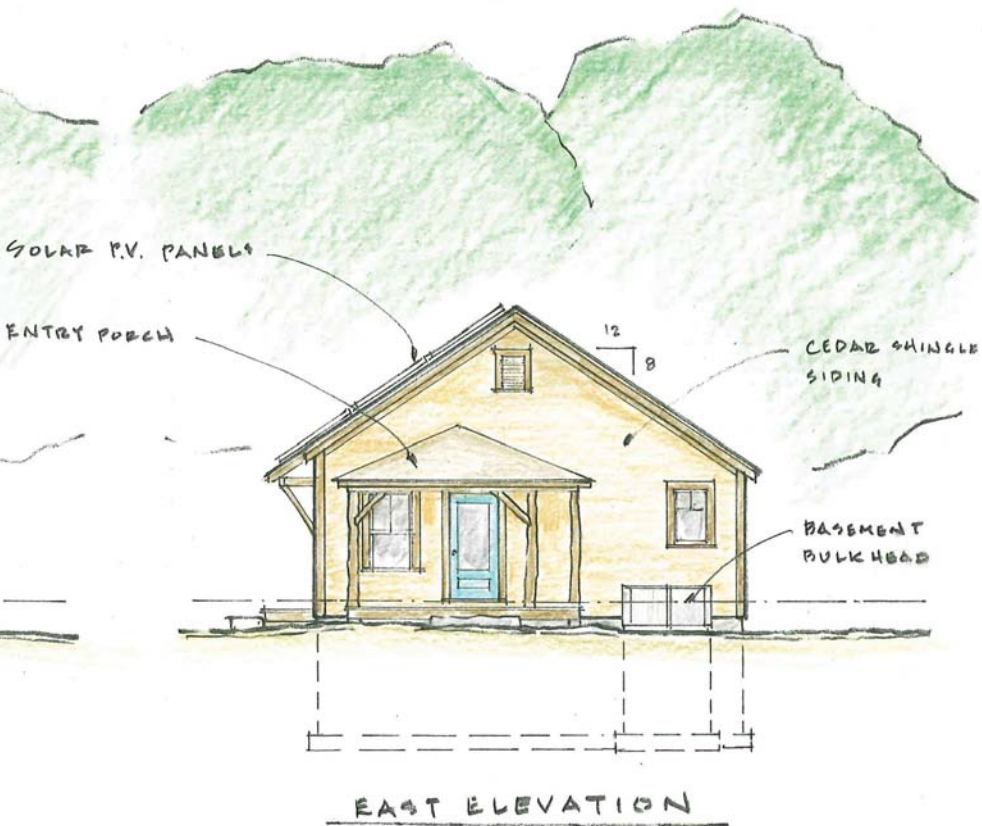 SOLAR P.V. PANELS
ENTRY PORCH
12
8
CEDAR SHINGLE
SIDING
BASEMENT
BULKHEAD
EAST ELEVATION